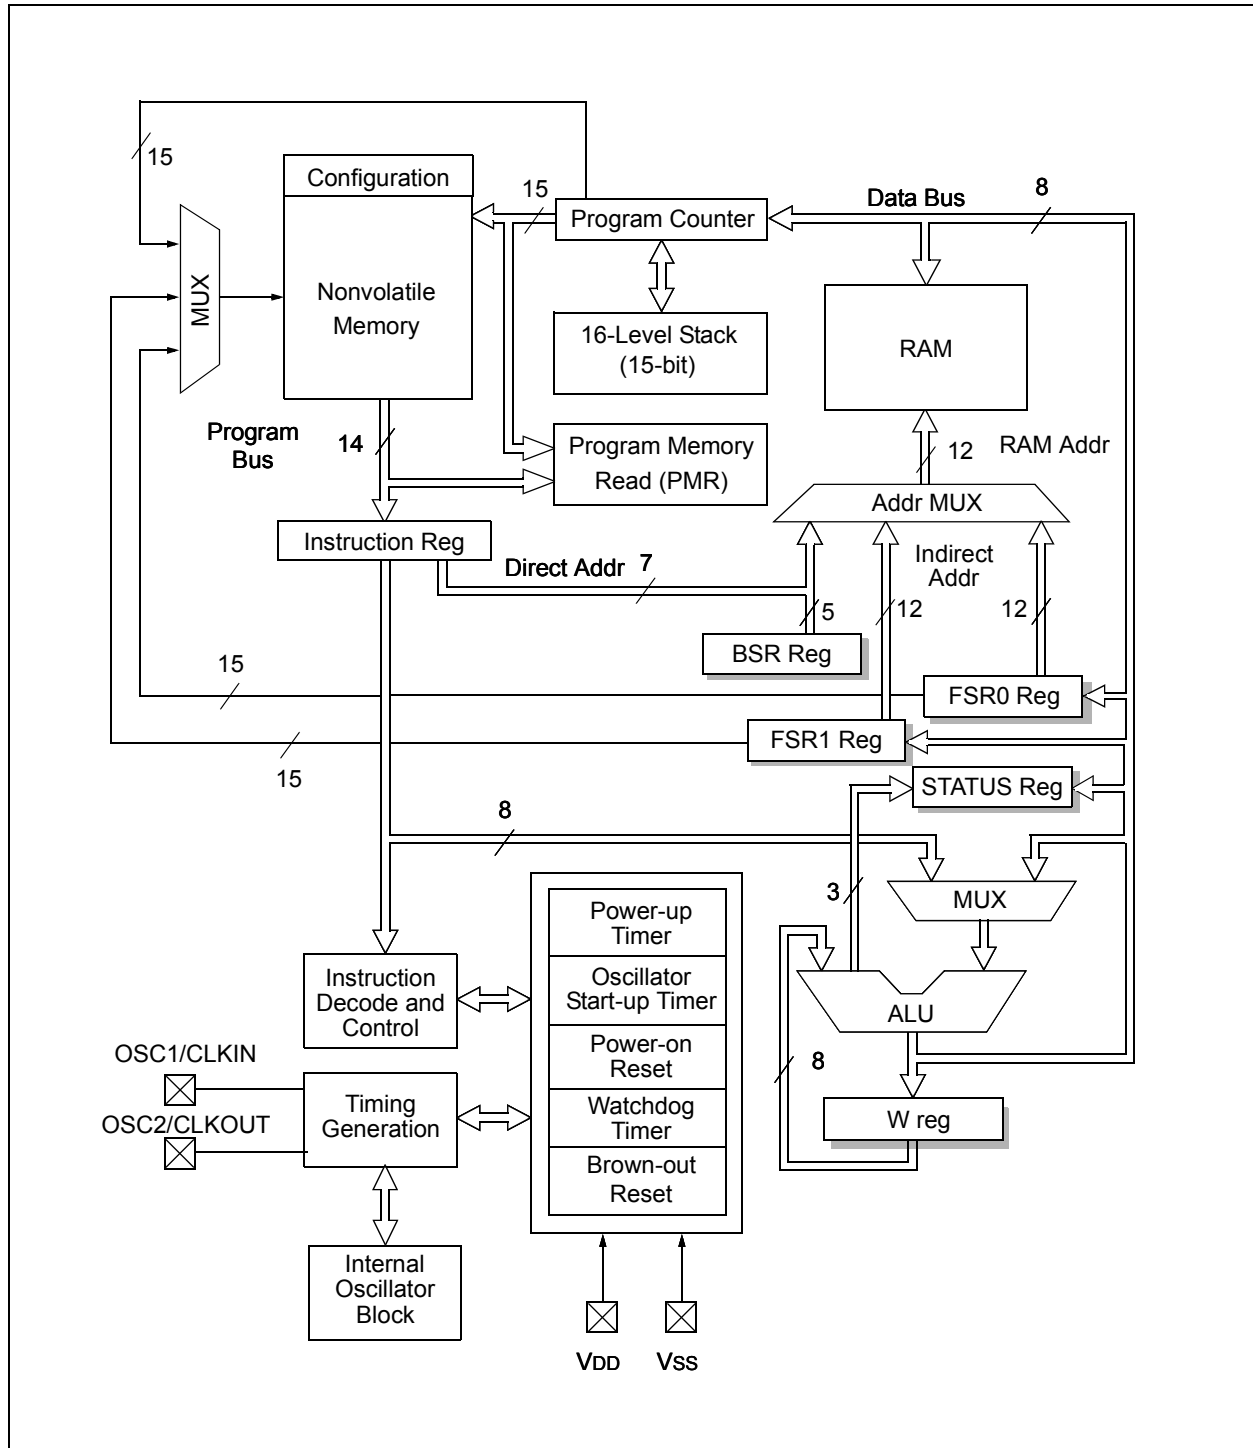 15
Configuration
15
Program Counter
Data Bus
8
MUX
Nonvolatile
Memory
16-Level Stack
(15-bit)
RAM
Program
Bus
14
Program Memory
Read (PMR)
12
RAM Addr
Addr MUX
Instruction Reg
Direct Addr
7
Indirect
Addr
5
12
12
BSR Reg
15
FSR0 Reg
FSR1 Reg
15
STATUS Reg
8
3
MUX
Power-up
Timer
Instruction
Decode and
Control
Oscillator
Start-up Timer
ALU
OSC1/CLKIN
Power-on
Reset
8
OSC2/CLKOUT
Timing
Generation
Watchdog
Timer
W reg
Brown-out
Reset
Internal
Oscillator
Block
VDD
VSS